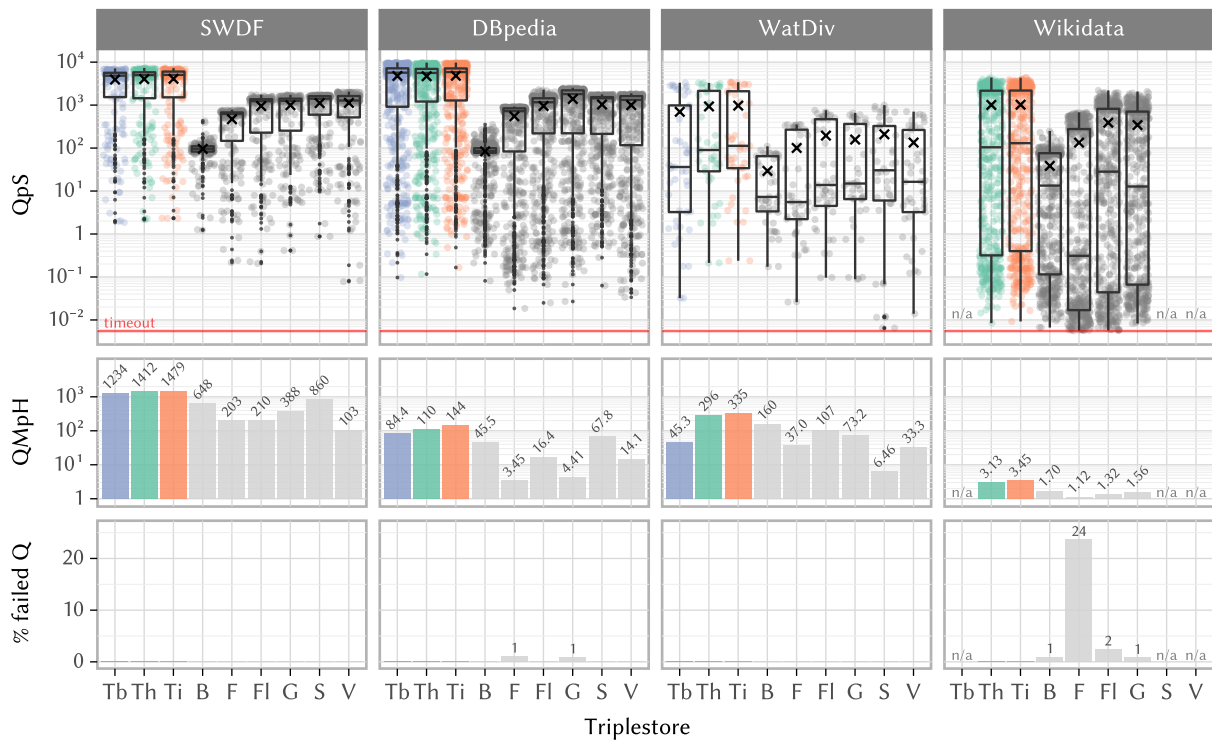 SWDF DBpedia WatDiv Wikidata
QpS
10⁴
10³
10²
10¹
1
10⁻¹
10⁻²
timeout
n/a n/a n/a
QMpH
10³
10²
10¹
1
1234 1412 1479 648 203 210 388 860 103
84.4 110 144 45.5 3.45 16.4 4.41 67.8 14.1
45.3 296 335 160 37.0 107 73.2 6.46 33.3
n/a 3.13 3.45 1.70 1.12 1.32 1.56 n/a n/a
% failed Q
20
10
0
1 1
n/a 1 24 2 1 n/a n/a
Tb Th Ti B F Fl G S V Tb Th Ti B F Fl G S V Tb Th Ti B F Fl G S V Tb Th Ti B F Fl G S V
Triplestore